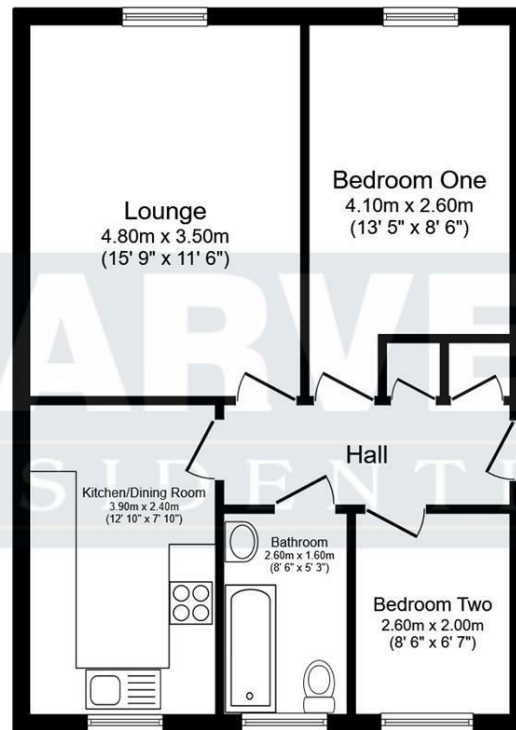 Lounge
4.80m x 3.50m
(15' 9" x 11' 6")
Bedroom One
4.10m x 2.60m
(13' 5" x 8' 6")
Hall
Kitchen/Dining Room
3.90m x 2.40m
(12' 10" x 7' 10")
Bathroom
2.60m x 1.60m
(8' 6" x 5' 3")
Bedroom Two
2.60m x 2.00m
(8' 6" x 6' 7")
ARVE
SIDENTI